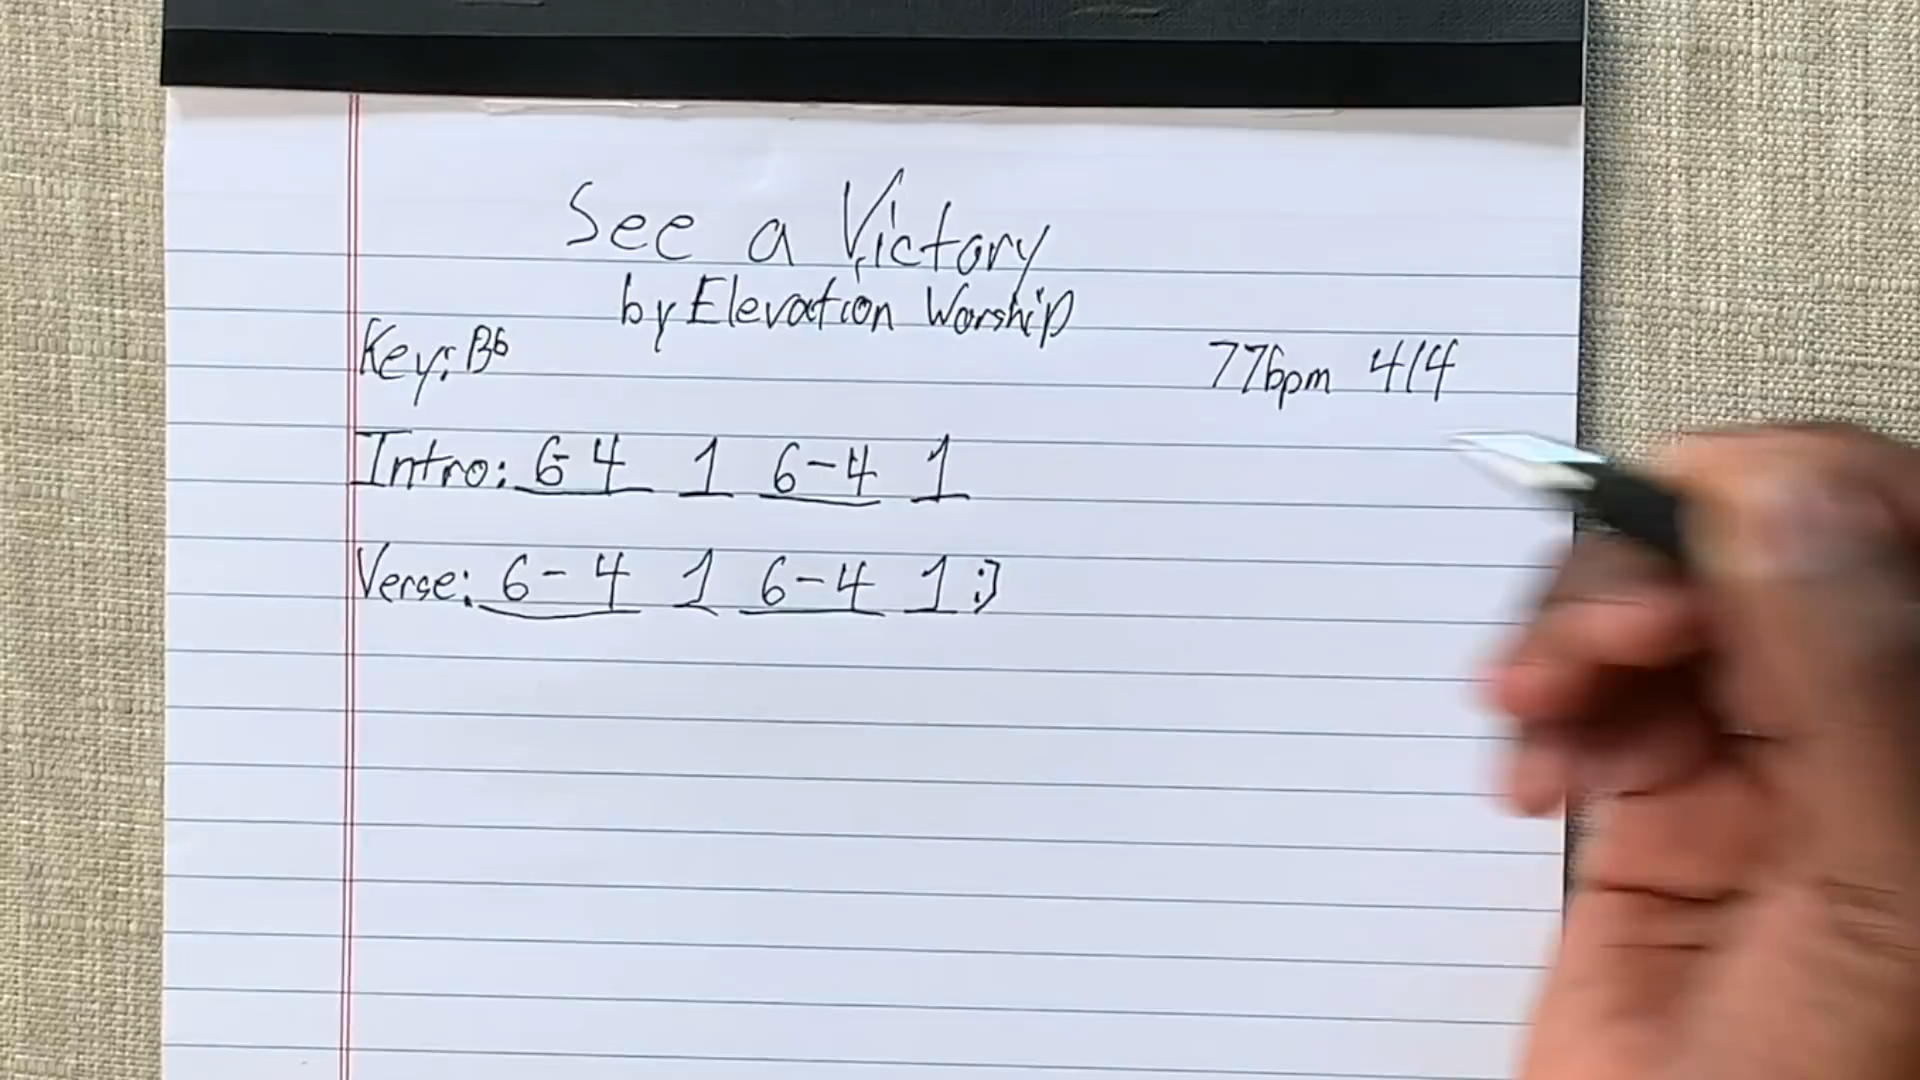 See a Victory
by Elevation Worship
Key: Bb 77bpm 4/4
Intro: 6-4 1 6-4 1
Verse: 6-4 1 6-4 1 :]